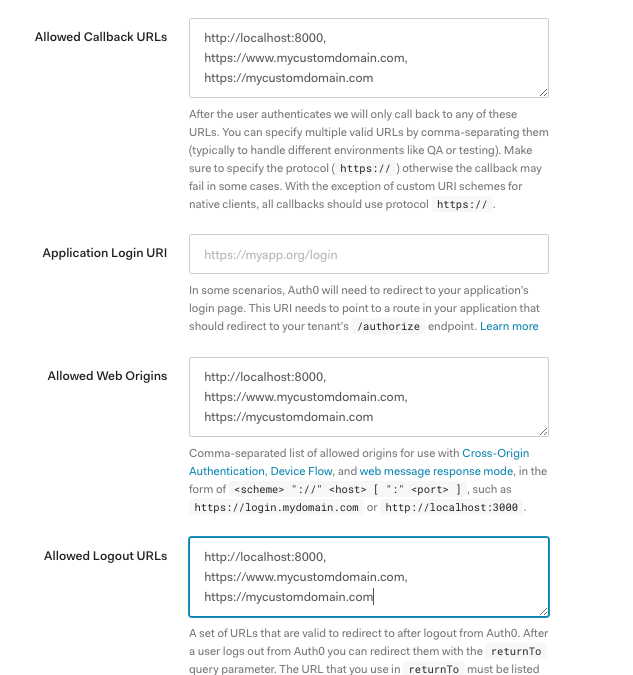 Allowed Callback URLs
http://localhost:8000,
https://www.mycustomdomain.com,
https://mycustomdomain.com
After the user authenticates we will only call back to any of these
URLs. You can specify multiple valid URLs by comma-separating them
(typically to handle different environments like QA or testing). Make
sure to specify the protocol ( https:// ) otherwise the callback may
fail in some cases. With the exception of custom URI schemes for
native clients, all callbacks should use protocol https:// .
Application Login URI
https://myapp.org/login
In some scenarios, Auth0 will need to redirect to your application's
login page. This URI needs to point to a route in your application that
should redirect to your tenant's /authorize endpoint. Learn more
Allowed Web Origins
http://localhost:8000,
https://www.mycustomdomain.com,
https://mycustomdomain.com
Comma-separated list of allowed origins for use with Cross-Origin
Authentication, Device Flow, and web message response mode, in the
form of <scheme> "://" <host> [ ":" <port> ] , such as
https://login.mydomain.com or http://localhost:3000 .
Allowed Logout URLs
http://localhost:8000,
https://www.mycustomdomain.com,
https://mycustomdomain.com
A set of URLs that are valid to redirect to after logout from Auth0. After
a user logs out from Auth0 you can redirect them with the returnTo
query parameter. The URL that you use in returnTo must be listed